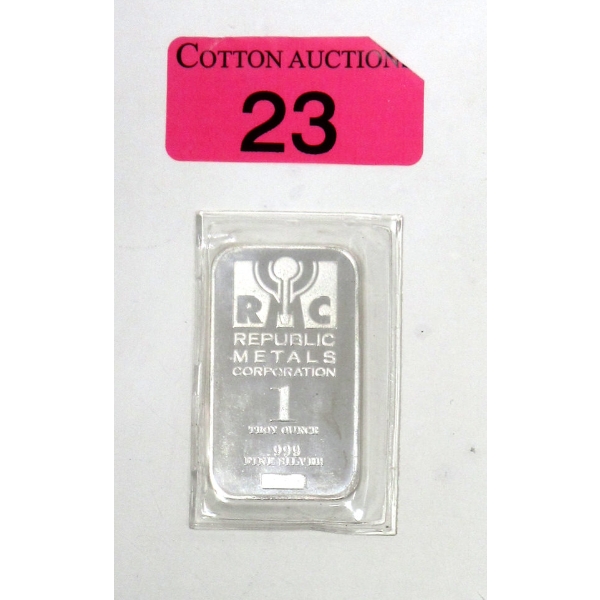 COTTON AUCTION
23
RMC
REPUBLIC
METALS
CORPORATION
1
TROY OUNCE
.999
FINE SILVER